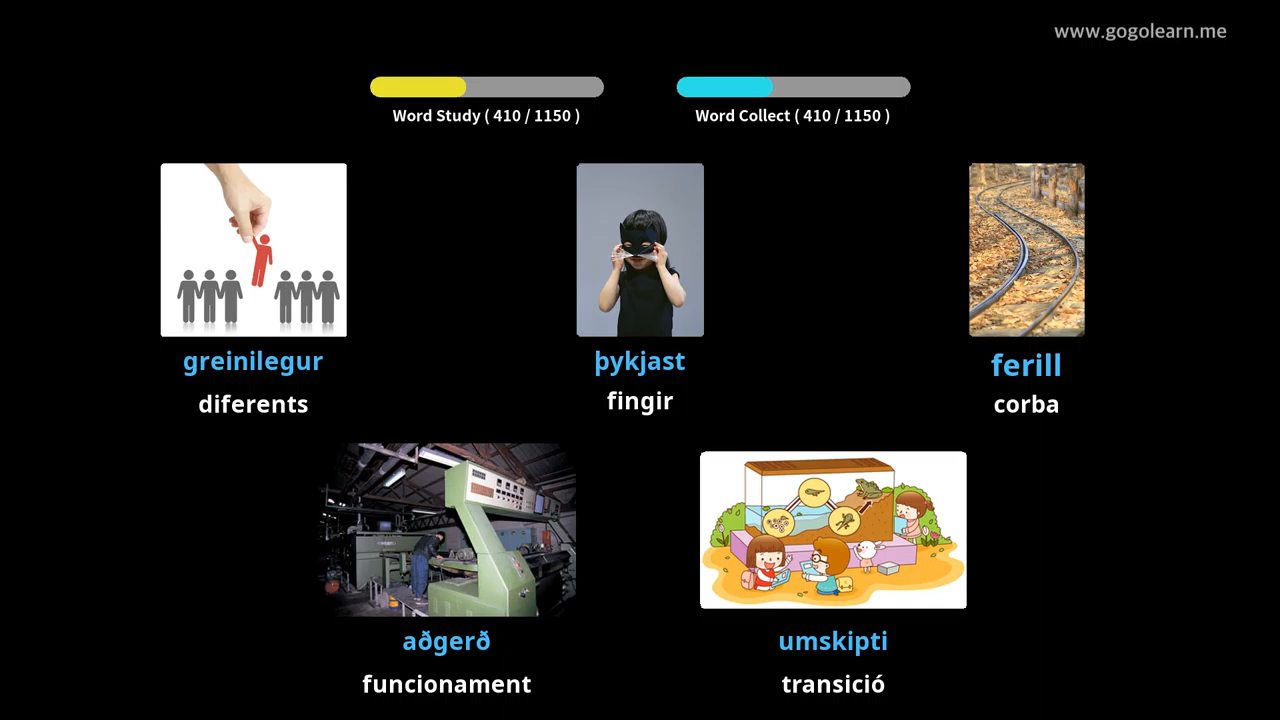 www.gogolearn.me
Word Study ( 410 / 1150 )
Word Collect ( 410 / 1150 )
greinilegur
þykjast
ferill
diferents
fingir
corba
aðgerð
umskipti
funcionament
transició